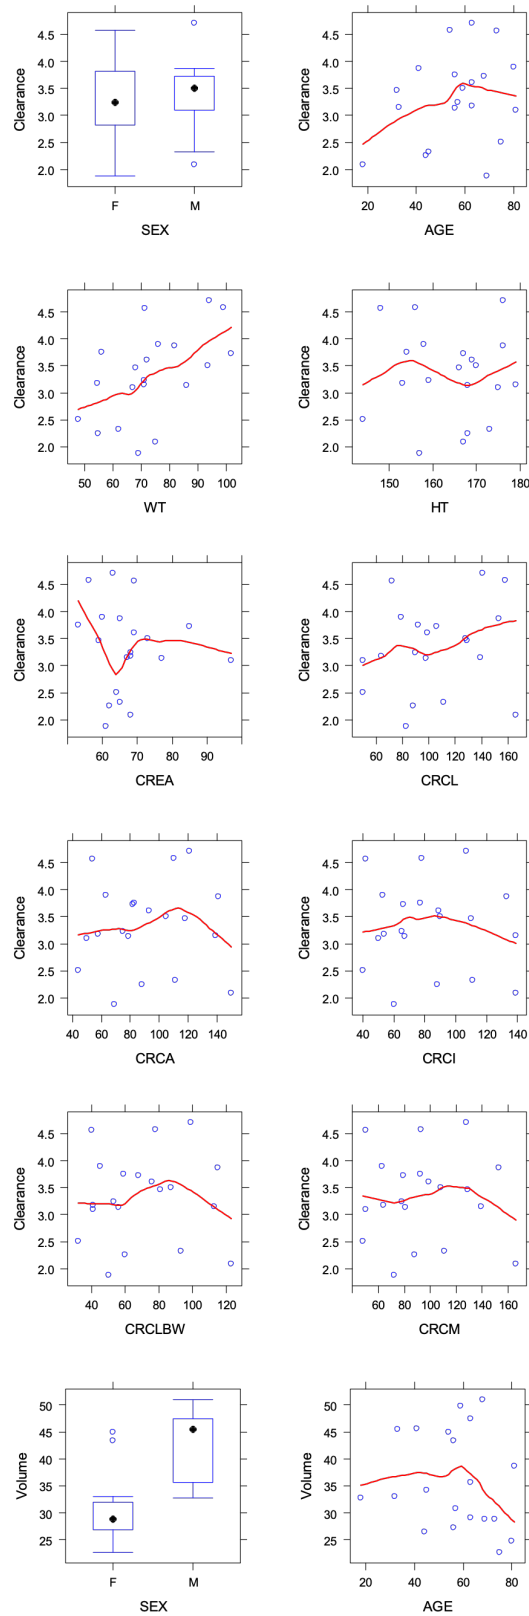 Clearance
4.5
4.0
3.5
3.0
2.5
2.0
F M
SEX
Clearance
4.5
4.0
3.5
3.0
2.5
2.0
20 40 60 80
AGE
Clearance
4.5
4.0
3.5
3.0
2.5
2.0
50 60 70 80 90 100
WT
Clearance
4.5
4.0
3.5
3.0
2.5
2.0
150 160 170 180
HT
Clearance
4.5
4.0
3.5
3.0
2.5
2.0
60 70 80 90
CREA
Clearance
4.5
4.0
3.5
3.0
2.5
2.0
60 80 100 120 140 160
CRCL
Clearance
4.5
4.0
3.5
3.0
2.5
2.0
40 60 80 100 120 140
CRCA
Clearance
4.5
4.0
3.5
3.0
2.5
2.0
40 60 80 100 120 140
CRCI
Clearance
4.5
4.0
3.5
3.0
2.5
2.0
40 60 80 100 120
CRCLBW
Clearance
4.5
4.0
3.5
3.0
2.5
2.0
60 80 100 120 140 160
CRCM
Volume
50
45
40
35
30
25
F M
SEX
Volume
50
45
40
35
30
25
20 40 60 80
AGE